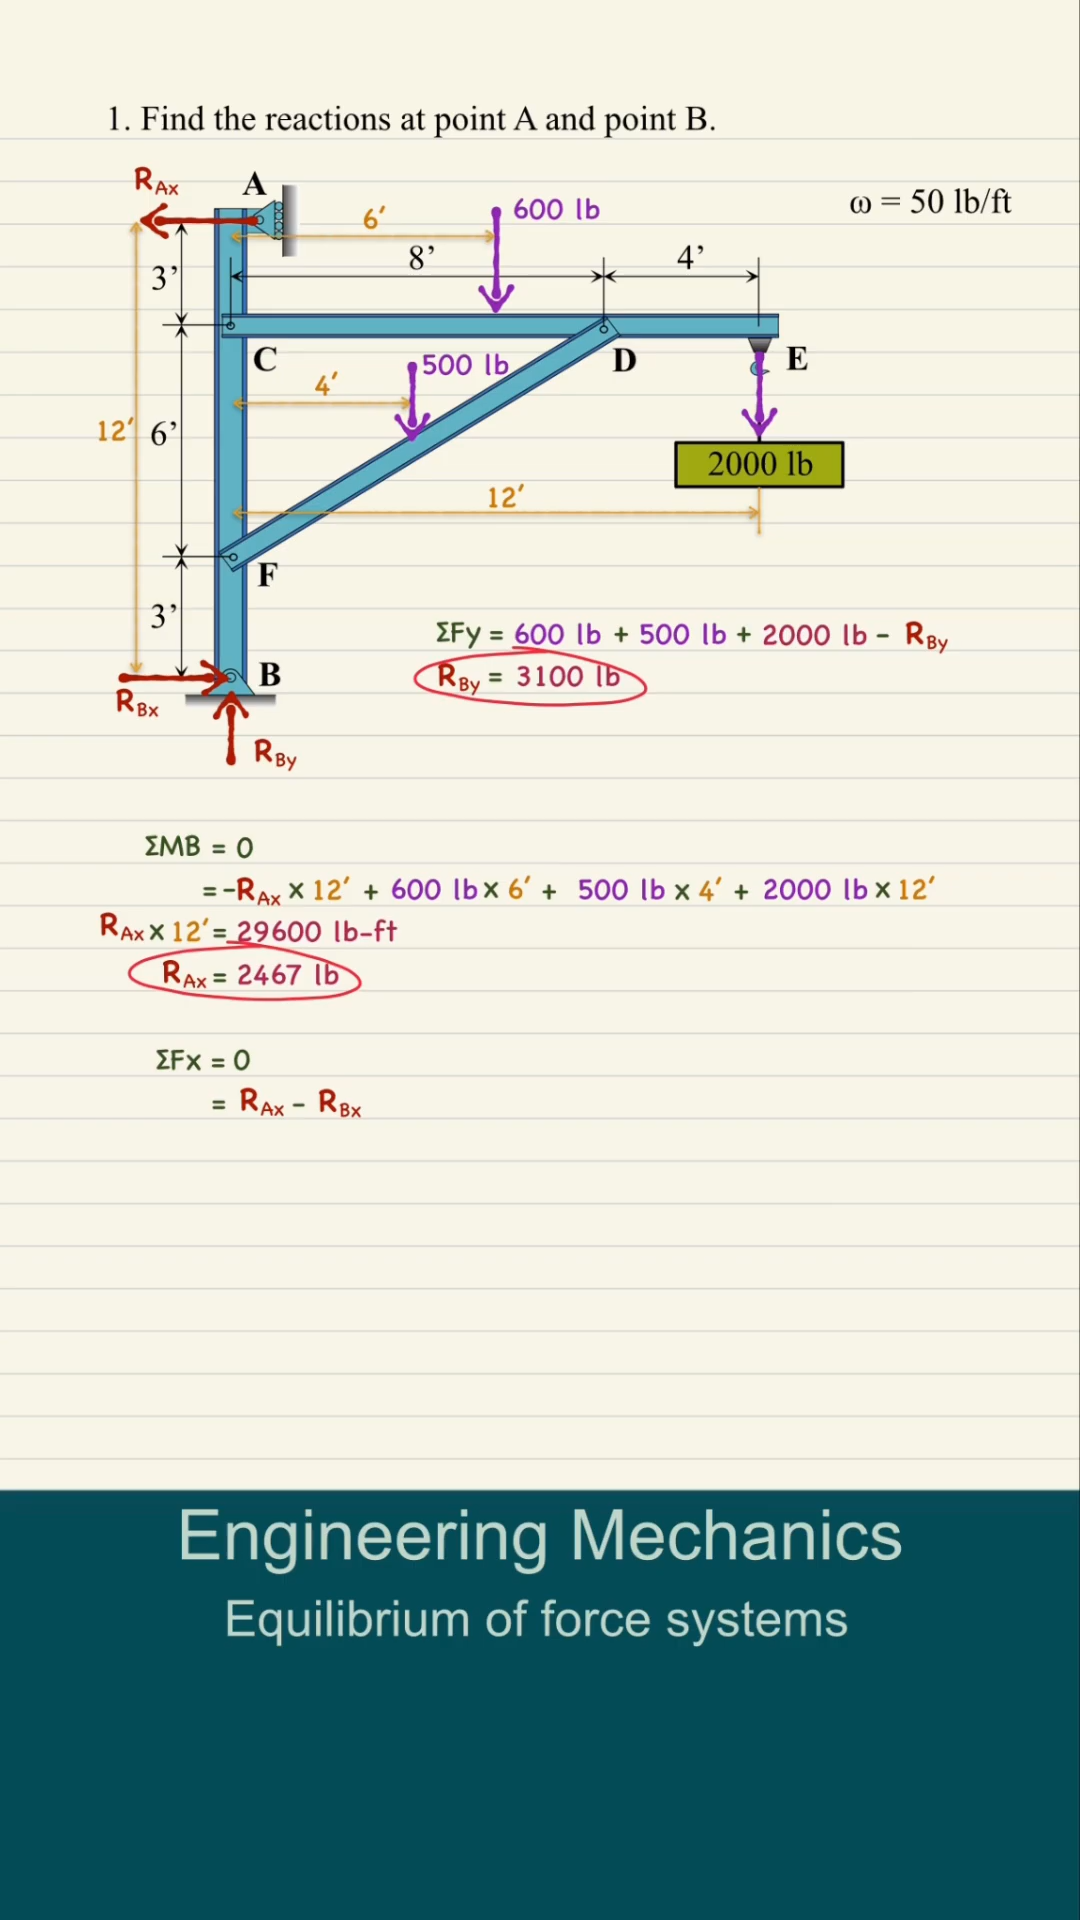 1. Find the reactions at point A and point B.
RAx
A
6′
600 lb
ω = 50 lb/ft
3’
8’
4’
C
500 lb
D
E
4′
12′
6’
2000 lb
12′
F
3’
ΣFy = 600 lb + 500 lb + 2000 lb - RBy
B
RBy = 3100 lb
RBx
RBy
ΣMB = 0
= -RAx x 12′ + 600 lb x 6′ + 500 lb x 4′ + 2000 lb x 12′
RAx x 12′ = 29600 lb-ft
RAx = 2467 lb
ΣFx = 0
= RAx - RBx
Engineering Mechanics
Equilibrium of force systems